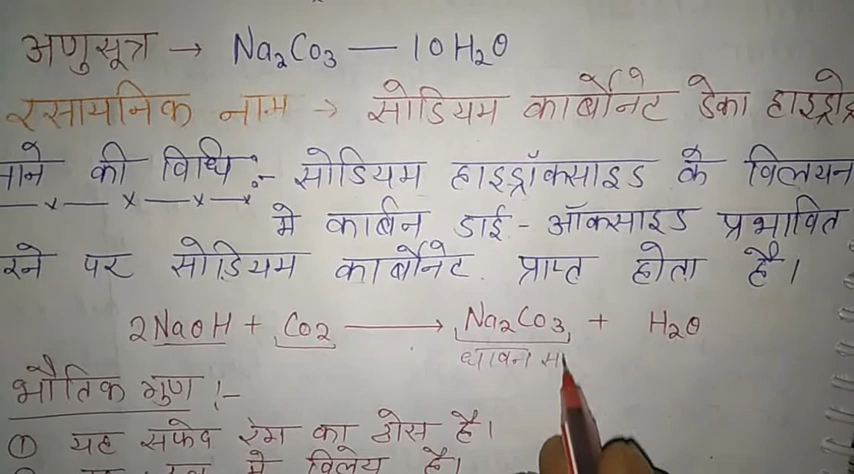 अणुसूत्र → Na₂Co₃ — 10H₂O
रसायनिक नाम → सोडियम कार्बोनेट डेका
की विधि :- सोडियम हाइड्रॉक्साइड के विलयन
मे कार्बन डाई - ऑक्साइड प्रभावित
पर सोडियम कार्बोनेट प्राप्त होता है।
2NaOH + Co₂ → Na₂Co₃ + H₂O
धावन
भौतिक गुण :-
① यह सफेद रंग का ठोस है।
मे विलेय है।